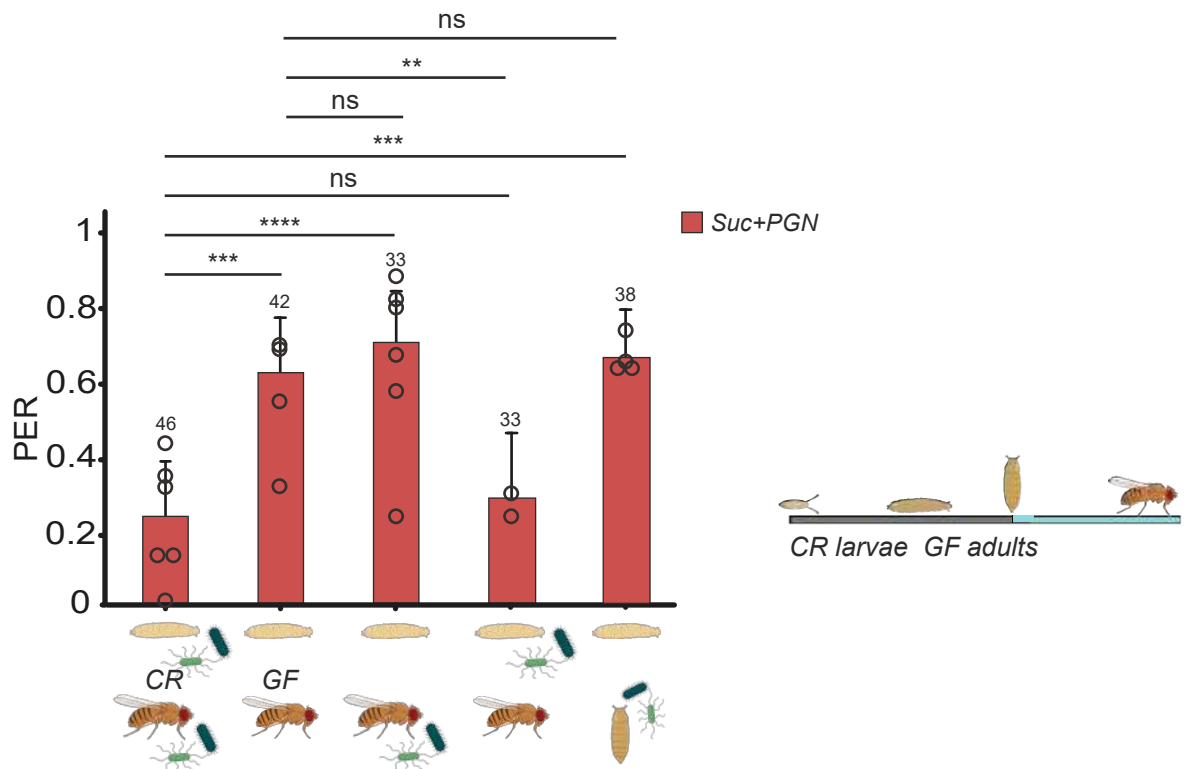 ns
**
ns
***
ns
****
***
Suc+PGN
PER
1
0.8
0.6
0.4
0.2
0
46
42
33
33
38
CR
GF
CR larvae GF adults